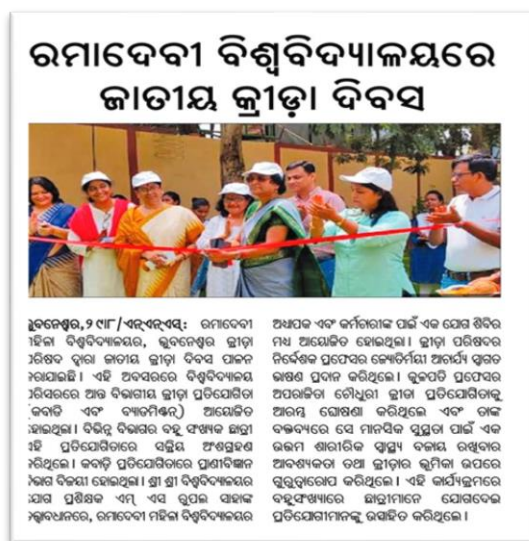 ରମାଦେବୀ ବିଶ୍ୱବିଦ୍ୟାଳୟରେ
ଜାତୀୟ କ୍ରୀଡ଼ା ଦିବସ
ଭୁବନେଶ୍ୱର,୨୯।୮/ଏନ୍‌ଏନ୍‌ଏସ୍‌: ରମାଦେବୀ
ମହିଳା ବିଶ୍ୱବିଦ୍ୟାଳୟର, ଭୁବନେଶ୍ୱର କ୍ରୀଡ଼ା
ପରିଷଦ ଦ୍ୱାରା ଜାତୀୟ କ୍ରୀଡ଼ା ଦିବସ ପାଳନ
କରାଯାଇଛି। ଏହି ଅବସରରେ ବିଶ୍ୱବିଦ୍ୟାଳୟ
ପରିସରରେ ଆନ୍ତ ବିଭାଗୀୟ କ୍ରୀଡ଼ା ପ୍ରତିଯୋଗିତା
(କବାଡି ଏବଂ ବ୍ୟାଡମିଣ୍ଟନ୍) ଆୟୋଜିତ
ହୋଇଥିଲା। ବିଭିନ୍ନ ବିଭାଗର ବହୁ ସଂଖ୍ୟକ ଛାତ୍ରୀ
ଏହି ପ୍ରତିଯୋଗିତାରେ ସକ୍ରିୟ ଅଂଶଗ୍ରହଣ
କରିଥିଲେ। କବାଡ଼ି ପ୍ରତିଯୋଗିତାରେ ପ୍ରାଣୀବିଜ୍ଞାନ
ବିଭାଗ ବିଜୟୀ ହୋଇଥିଲା। ଶ୍ରୀ ଶ୍ରୀ ବିଶ୍ୱବିଦ୍ୟାଳୟର
ଯୋଗ ପ୍ରଶିକ୍ଷକ ଏମ୍ ଏସ ରୁପଲ ସାହାଙ୍କ
ତତ୍ତ୍ୱାବଧାନରେ, ରମାଦେବୀ ମହିଳା ବିଶ୍ୱବିଦ୍ୟାଳୟର
ଅଧ୍ୟାପକ ଏବଂ କର୍ମଚାରୀଙ୍କ ପାଇଁ ଏକ ଯୋଗ ଶିବିର
ମଧ୍ୟ ଆୟୋଜିତ ହୋଇଥିଲା। କ୍ରୀଡ଼ା ପରିଷଦର
ନିର୍ଦ୍ଦେଶକ ପ୍ରଫେସର ଜ୍ୟୋତିର୍ମୟୀ ଆଚାର୍ଯ୍ୟ ସ୍ୱାଗତ
ଭାଷଣ ପ୍ରଦାନ କରିଥିଲେ। କୁଳପତି ପ୍ରଫେସର
ଅପରାଜିତା ଚୌଧୁରୀ କ୍ରୀଡା ପ୍ରତିଯୋଗିତାକୁ
ଆରମ୍ଭ ଘୋଷଣା କରିଥିଲେ ଏବଂ ତାଙ୍କ
ବକ୍ତବ୍ୟରେ ସେ ମାନସିକ ସୁସ୍ଥତା ପାଇଁ ଏକ
ଉତ୍ତମ ଶାରୀରିକ ସ୍ୱାସ୍ଥ୍ୟ ବଜାୟ ରଖିବାର
ଆବଶ୍ୟକତା ତଥା କ୍ରୀଡ଼ାର ଭୂମିକା ଉପରେ
ଗୁରୁତ୍ୱାରୋପ କରିଥିଲେ। ଏହି କାର୍ଯ୍ୟକ୍ରମରେ
ବହୁସଂଖ୍ୟାରେ ଛାତ୍ରୀମାନେ ଯୋଗଦେଇ
ପ୍ରତିଯୋଗୀମାନଙ୍କୁ ଉତ୍ସାହିତ କରିଥିଲେ।